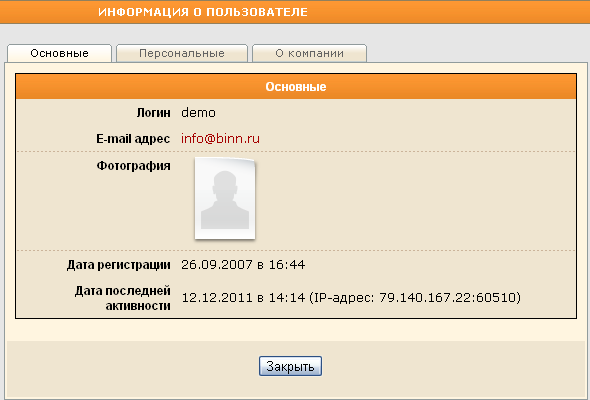 ИНФОРМАЦИЯ О ПОЛЬЗОВАТЕЛЕ
Основные Персональные О компании
Основные
Логин demo
E-mail адрес info@binn.ru
Фотография
Дата регистрации 26.09.2007 в 16:44
Дата последней
активности 12.12.2011 в 14:14 (IP-адрес: 79.140.167.22:60510)
Закрыть